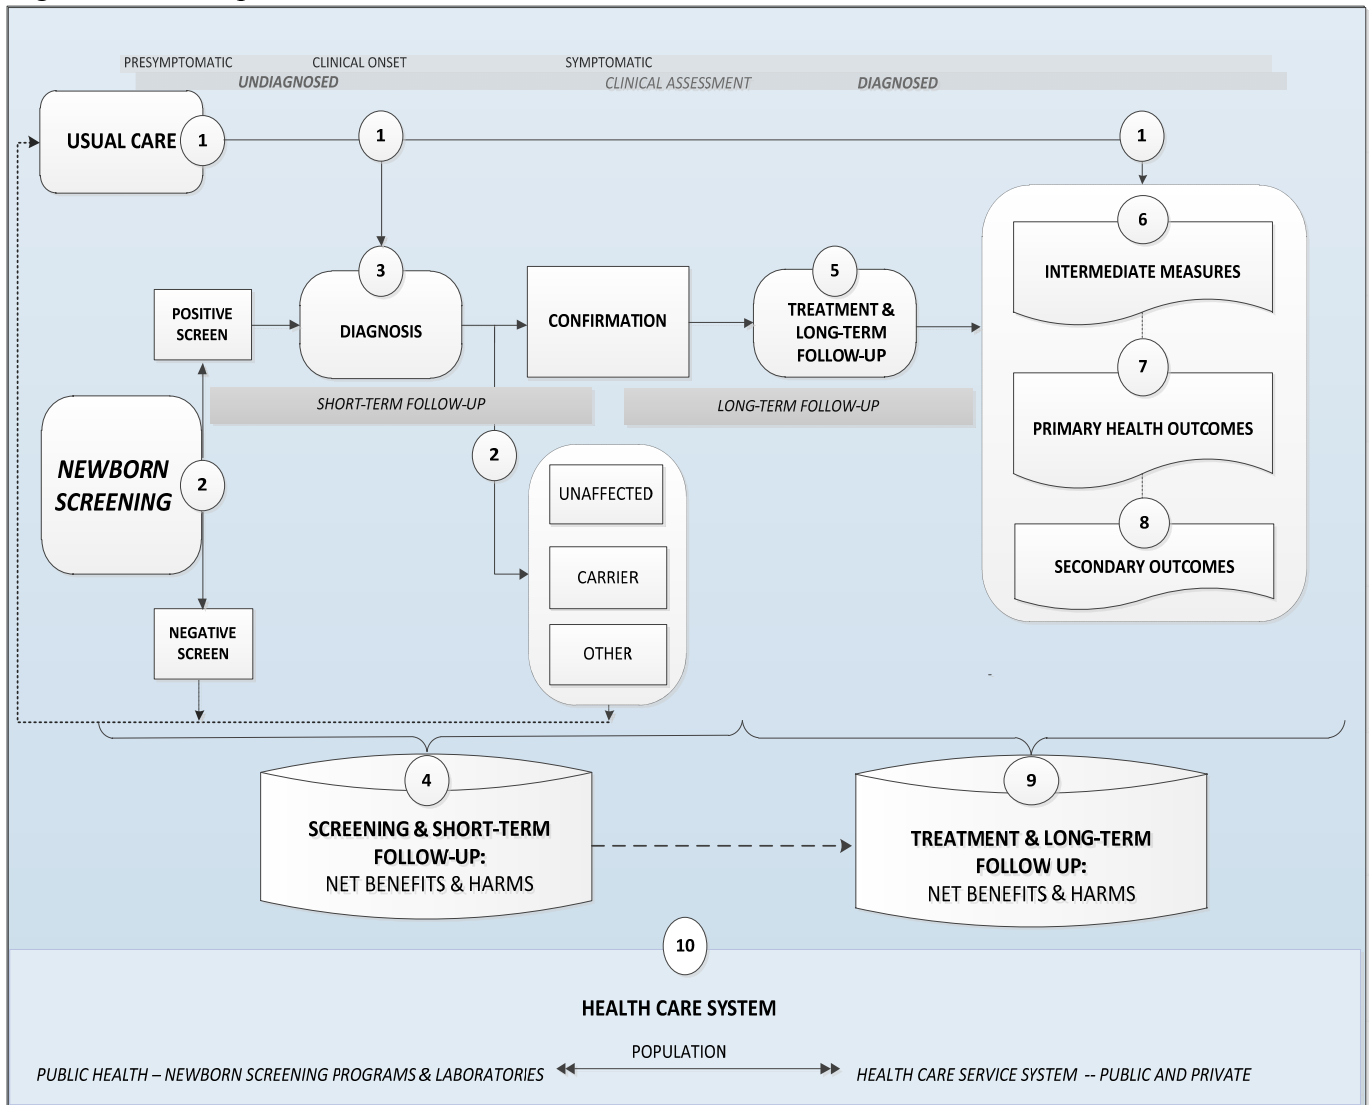 PRESYMPTOMATIC CLINICAL ONSET SYMPTOMATIC
UNDIAGNOSED CLINICAL ASSESSMENT DIAGNOSED
USUAL CARE
1
1
1
6
INTERMEDIATE MEASURES
3
DIAGNOSIS
5
TREATMENT &
LONG-TERM
FOLLOW-UP
POSITIVE
SCREEN
CONFIRMATION
7
PRIMARY HEALTH OUTCOMES
SHORT-TERM FOLLOW-UP
LONG-TERM FOLLOW-UP
NEWBORN
SCREENING
2
2
UNAFFECTED
CARRIER
OTHER
8
SECONDARY OUTCOMES
NEGATIVE
SCREEN
-
4
SCREENING & SHORT-TERM
FOLLOW-UP:
NET BENEFITS & HARMS
9
TREATMENT & LONG-TERM
FOLLOW UP:
NET BENEFITS & HARMS
10
HEALTH CARE SYSTEM
POPULATION
PUBLIC HEALTH – NEWBORN SCREENING PROGRAMS & LABORATORIES
HEALTH CARE SERVICE SYSTEM -- PUBLIC AND PRIVATE